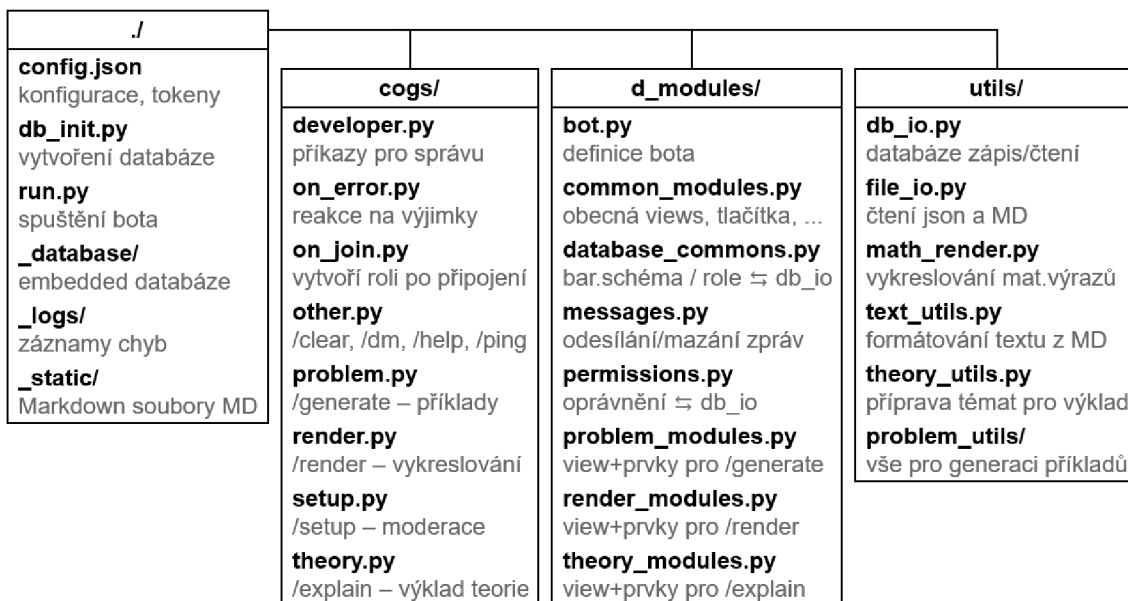 ./
config.json
konfigurace, tokeny
db_init.py
vytvoření databáze
run.py
spuštění bota
_database/
embedded databáze
_logs/
záznamy chyb
_static/
Markdown soubory MD
cogs/
developer.py
příkazy pro správu
on_error.py
reakce na výjimky
on_join.py
vytvoří roli po připojení
other.py
/clear, /dm, /help, /ping
problem.py
/generate – příklady
render.py
/render – vykreslování
setup.py
/setup – moderace
theory.py
/explain – výklad teorie
d_modules/
bot.py
definice bota
common_modules.py
obecná views, tlačítka, ...
database_commons.py
bar.schéma / role ⇆ db_io
messages.py
odesílání/mazání zpráv
permissions.py
oprávnění ⇆ db_io
problem_modules.py
view+prvky pro /generate
render_modules.py
view+prvky pro /render
theory_modules.py
view+prvky pro /explain
utils/
db_io.py
databáze zápis/čtení
file_io.py
čtení json a MD
math_render.py
vykreslování mat.výrazů
text_utils.py
formátování textu z MD
theory_utils.py
příprava témat pro výklad
problem_utils/
vše pro generaci příkladů